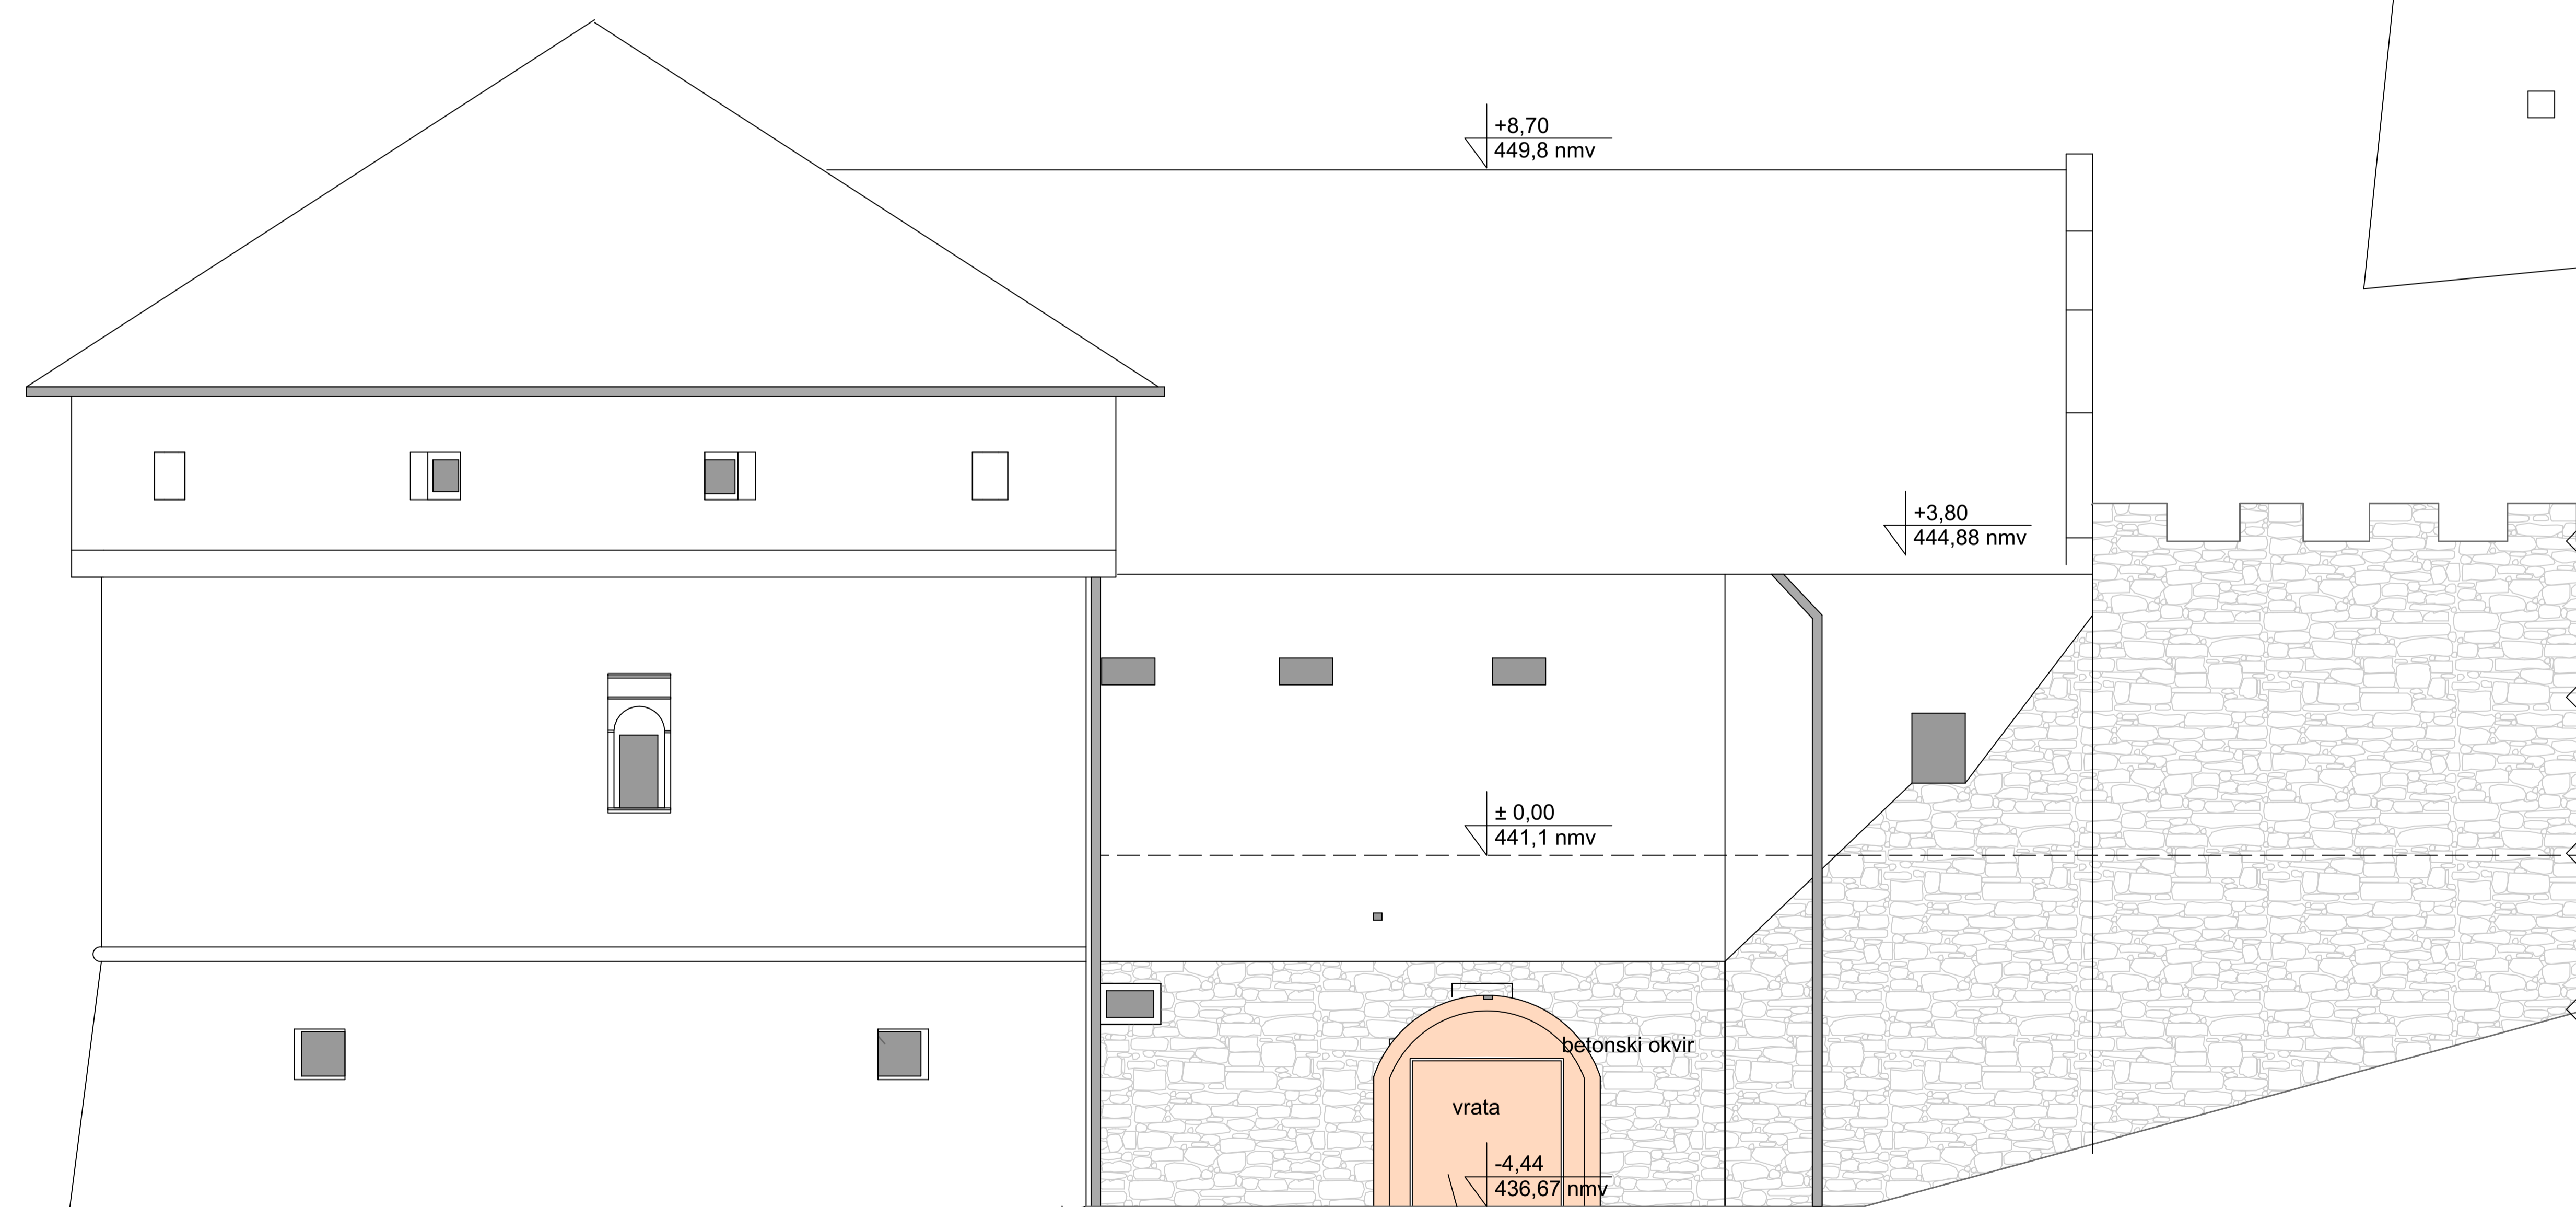 +8,70
449,8 nmv
+3,80
444,88 nmv
± 0,00
441,1 nmv
betonski okvir
vrata
-4,44
436,67 nmv